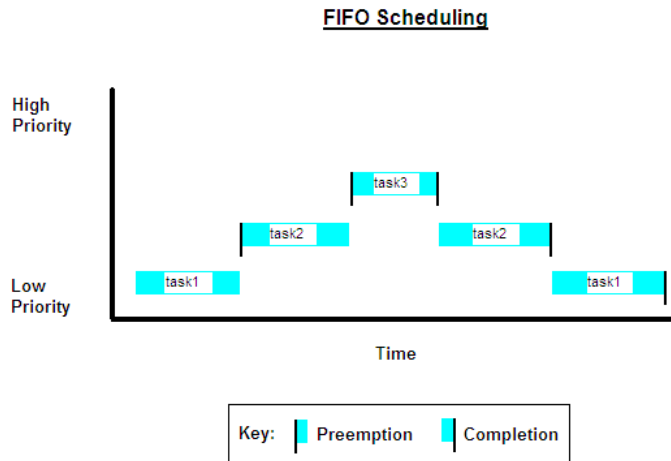 FIFO Scheduling
High
Priority
task3
task2
task2
task1
task1
Low
Priority
Time
Key: Preemption Completion